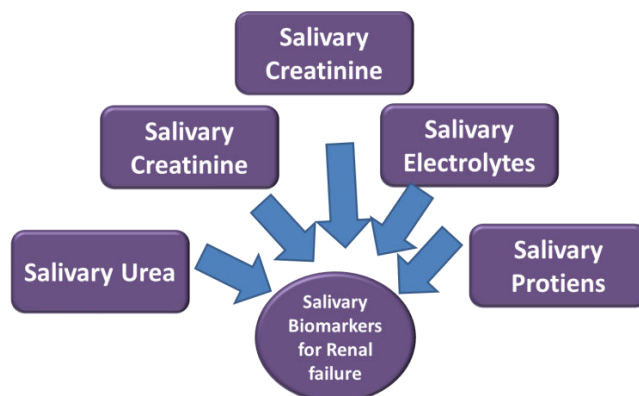 Salivary
Creatinine
Salivary
Creatinine
Salivary
Electrolytes
Salivary Urea
Salivary
Protiens
Salivary
Biomarkers
for Renal
failure